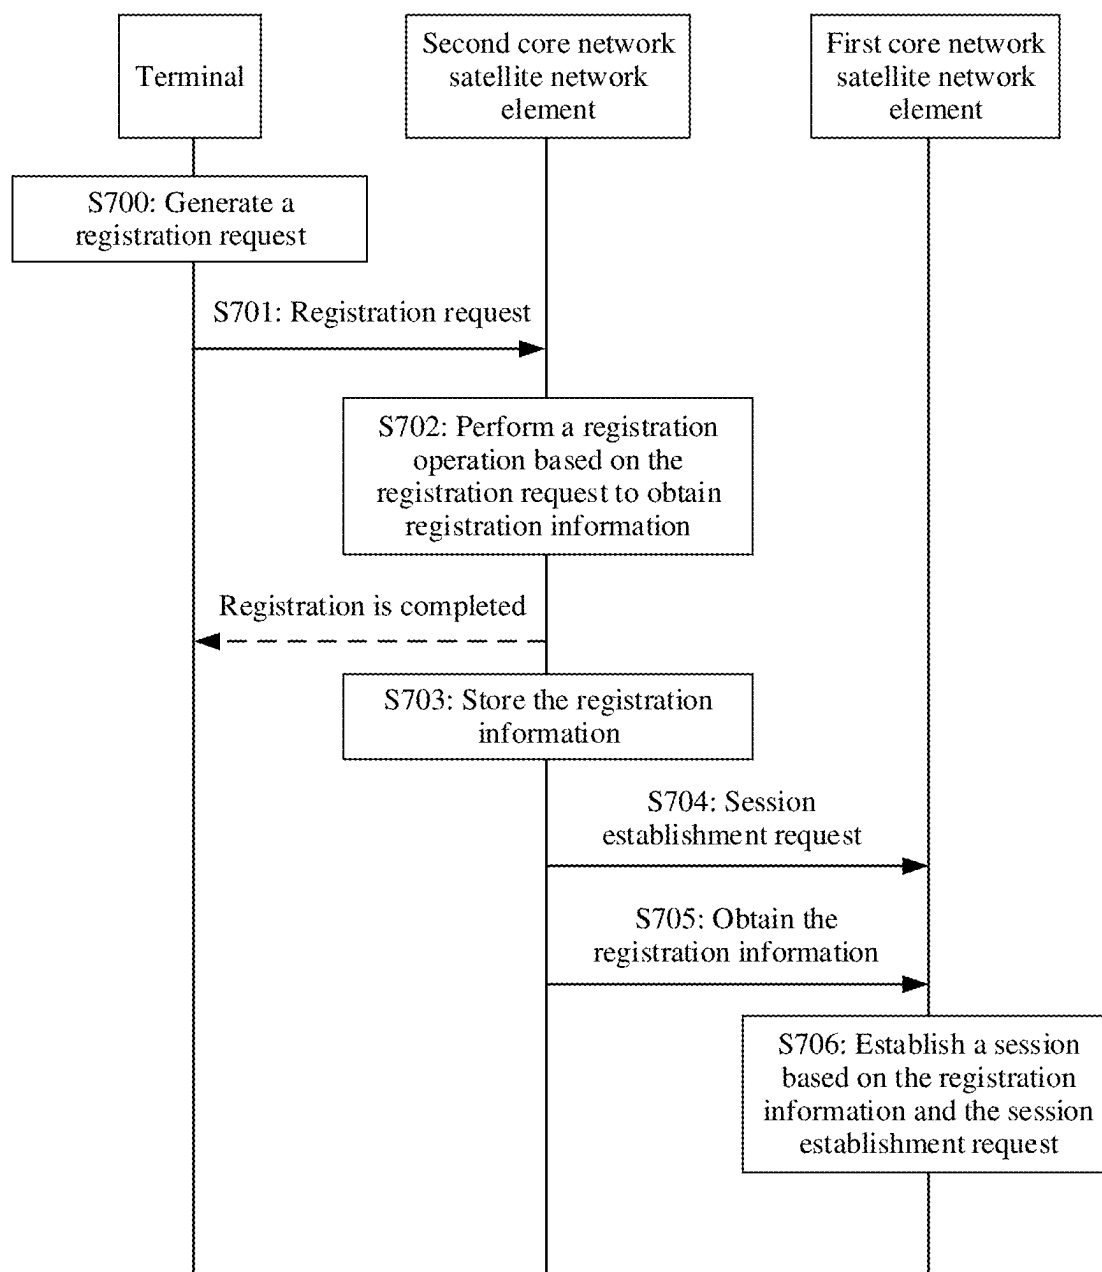 Terminal
Second core network
satellite network
element
First core network
satellite network
element
S700: Generate a
registration request
S701: Registration request
S702: Perform a registration
operation based on the
registration request to obtain
registration information
Registration is completed
S703: Store the registration
information
S704: Session
establishment request
S705: Obtain the
registration information
S706: Establish a session
based on the registration
information and the session
establishment request